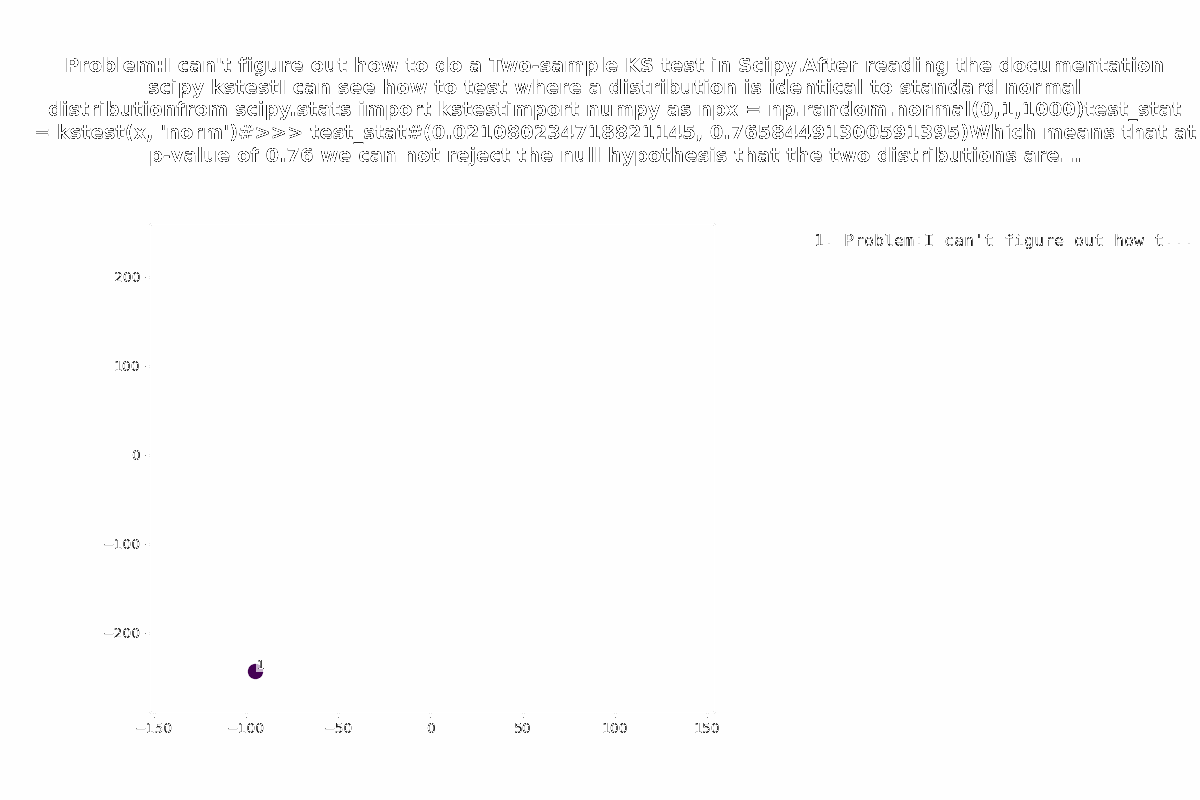 Problem:I can't figure out how to do a Two-sample KS test in Scipy.After reading the documentation
scipy kstestI can see how to test where a distribution is identical to standard normal
distributionfrom scipy.stats import kstestimport numpy as npx = np.random.normal(0,1,1000)test_stat
= kstest(x, 'norm')#>>> test_stat#(0.021080234718821145, 0.76584491300591395)Which means that at
p-value of 0.76 we can not reject the null hypothesis that the two distributions are...
1. Problem:I can't figure out how t...
200
100
0
−100
−200
1
−150 −100 −50 0 50 100 150